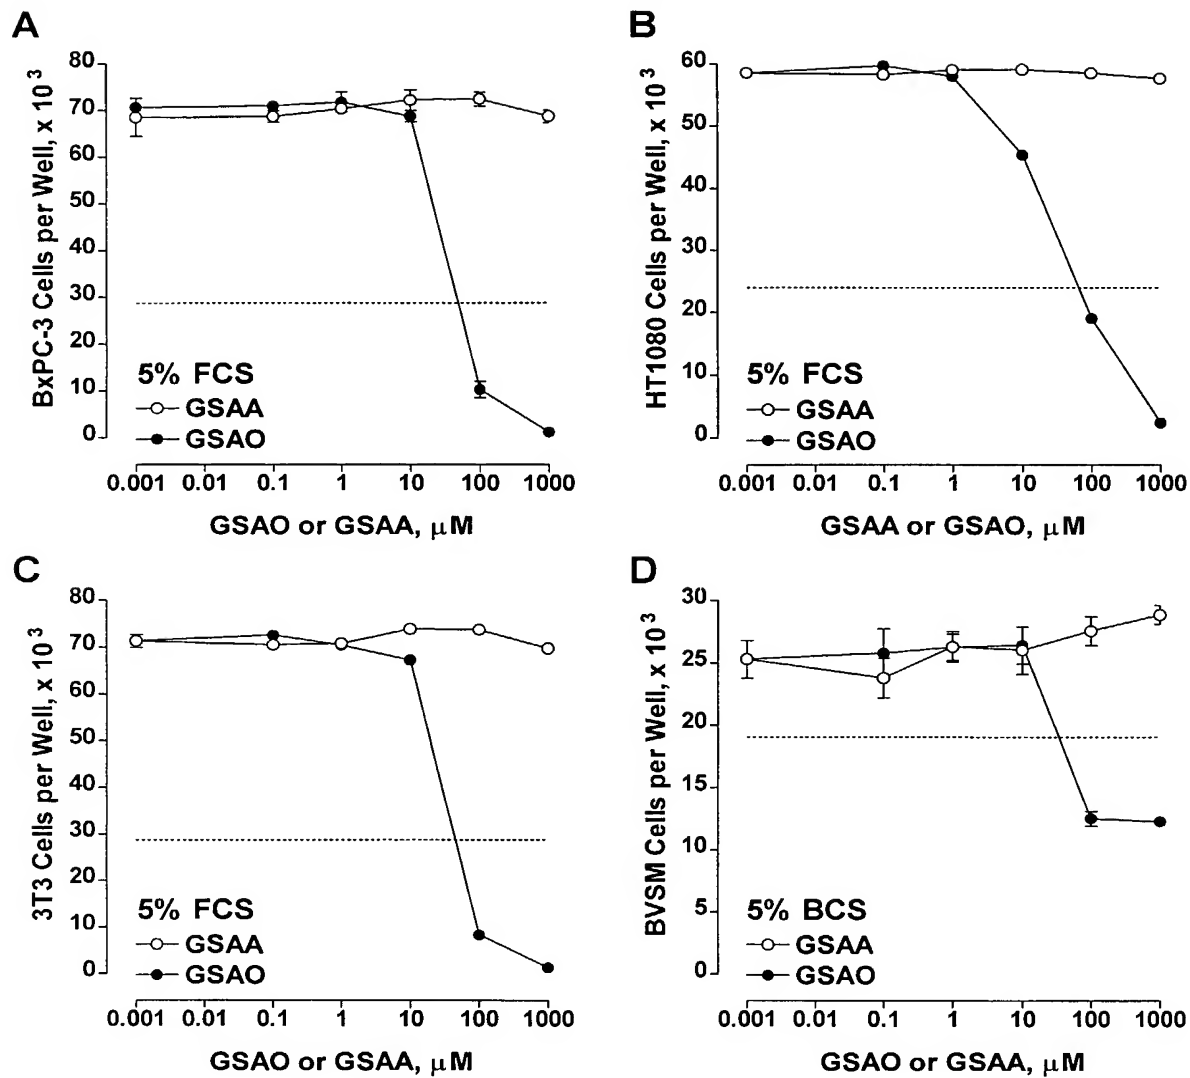 A
BxPC-3 Cells per Well, x 10³
80
70
60
50
40
30
20
10
0
5% FCS
GSAA
GSAO
0.001 0.01 0.1 1 10 100 1000
GSAO or GSAA, μM
B
HT1080 Cells per Well, x 10³
60
50
40
30
20
10
0
5% FCS
GSAA
GSAO
0.001 0.01 0.1 1 10 100 1000
GSAA or GSAO, μM
C
3T3 Cells per Well, x 10³
80
70
60
50
40
30
20
10
0
5% FCS
GSAA
GSAO
0.001 0.01 0.1 1 10 100 1000
GSAO or GSAA, μM
D
BVSM Cells per Well, x 10³
30
25
20
15
10
5
0
5% BCS
GSAA
GSAO
0.001 0.01 0.1 1 10 100 1000
GSAO or GSAA, μM